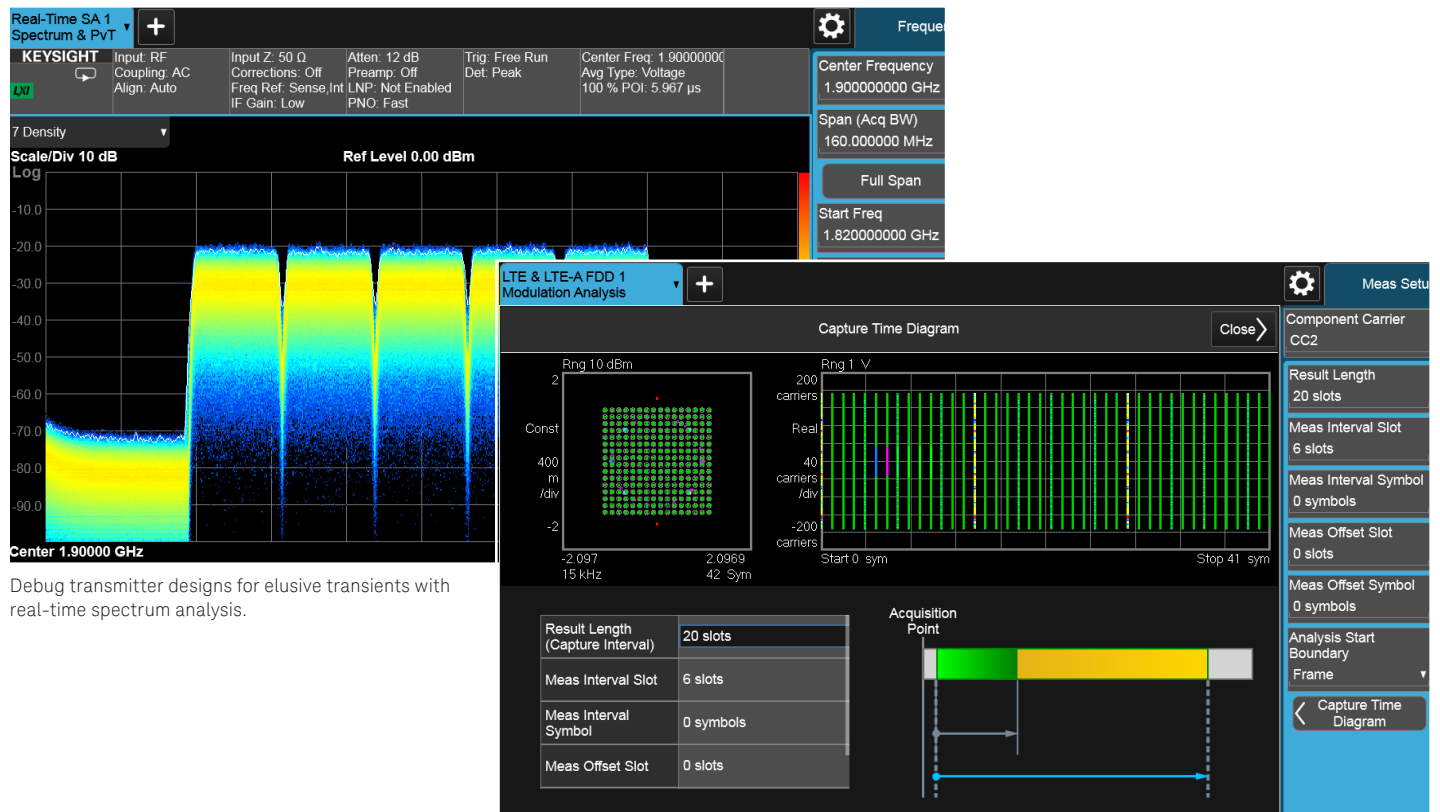 Real-Time SA 1
Spectrum & PvT
Freque
KEYSIGHT
LXI
Input: RF
Coupling: AC
Align: Auto
Input Z: 50 Ω
Corrections: Off
Freq Ref: Sense,Int
IF Gain: Low
Atten: 12 dB
Preamp: Off
LNP: Not Enabled
PNO: Fast
Trig: Free Run
Det: Peak
Center Freq: 1.90000000
Avg Type: Voltage
100 % POI: 5.967 µs
Center Frequency
1.900000000 GHz
Span (Acq BW)
160.000000 MHz
Full Span
Start Freq
1.820000000 GHz
7 Density
Scale/Div 10 dB
Ref Level 0.00 dBm
Log
-10.0
-20.0
-30.0
-40.0
-50.0
-60.0
-70.0
-80.0
-90.0
Center 1.90000 GHz
Debug transmitter designs for elusive transients with
real-time spectrum analysis.
LTE & LTE-A FDD 1
Modulation Analysis
Meas Setu
Capture Time Diagram
Close
Rng 10 dBm
2
Const
400
m
/div
-2
-2.097
2.0969
15 kHz
42 Sym
Rng 1 V
200
carriers
Real
40
carriers
/div
-200
carriers
Start 0 sym
Stop 41 sym
Result Length
(Capture Interval)
20 slots
Meas Interval Slot
6 slots
Meas Interval
Symbol
0 symbols
Meas Offset Slot
0 slots
Acquisition
Point
Component Carrier
CC2
Result Length
20 slots
Meas Interval Slot
6 slots
Meas Interval Symbol
0 symbols
Meas Offset Slot
0 slots
Meas Offset Symbol
0 symbols
Analysis Start
Boundary
Frame
Capture Time
Diagram